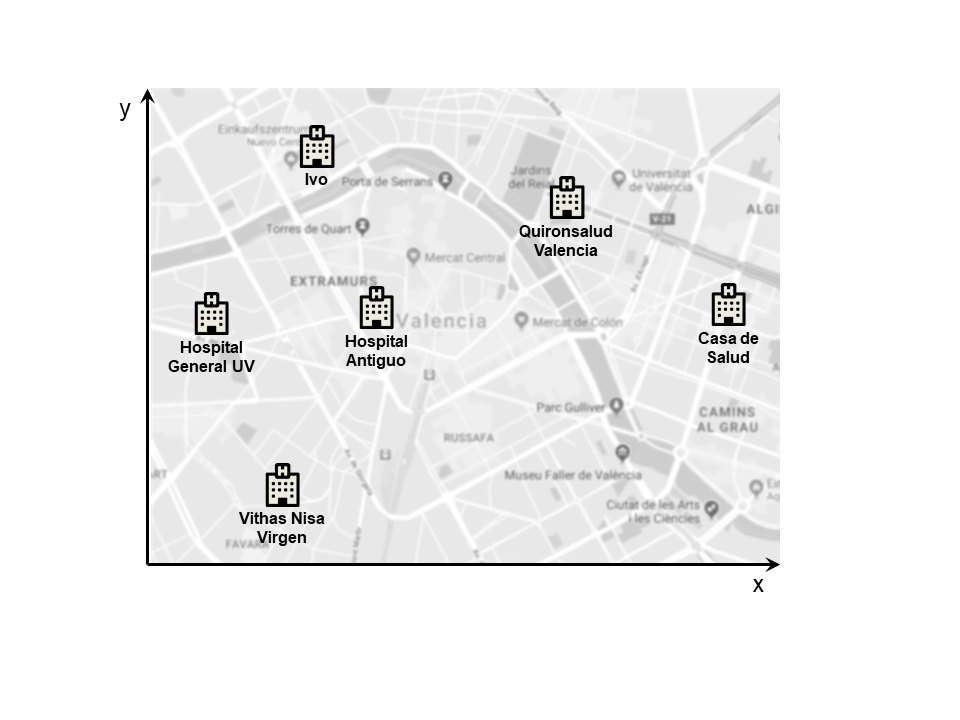 y
Einkaufszentrum
Nuevo Cen
Ivo
Porta de Serrans
Jardins
del Reial
Universitat
de València
ALGI
V-21
Quironsalud
Valencia
Torres de Quart
Mercat Central
EXTRAMURS
Hospital
General UV
Hospital
Antiguo
Valencia
Mercat de Colón
Casa de
Salud
Parc Gulliver
CAMINS
AL GRAU
RUSSAFA
Museu Faller de València
ART
Ciutat de les Arts
i les Ciències
Vithas Nisa
Virgen
FAVARA
x